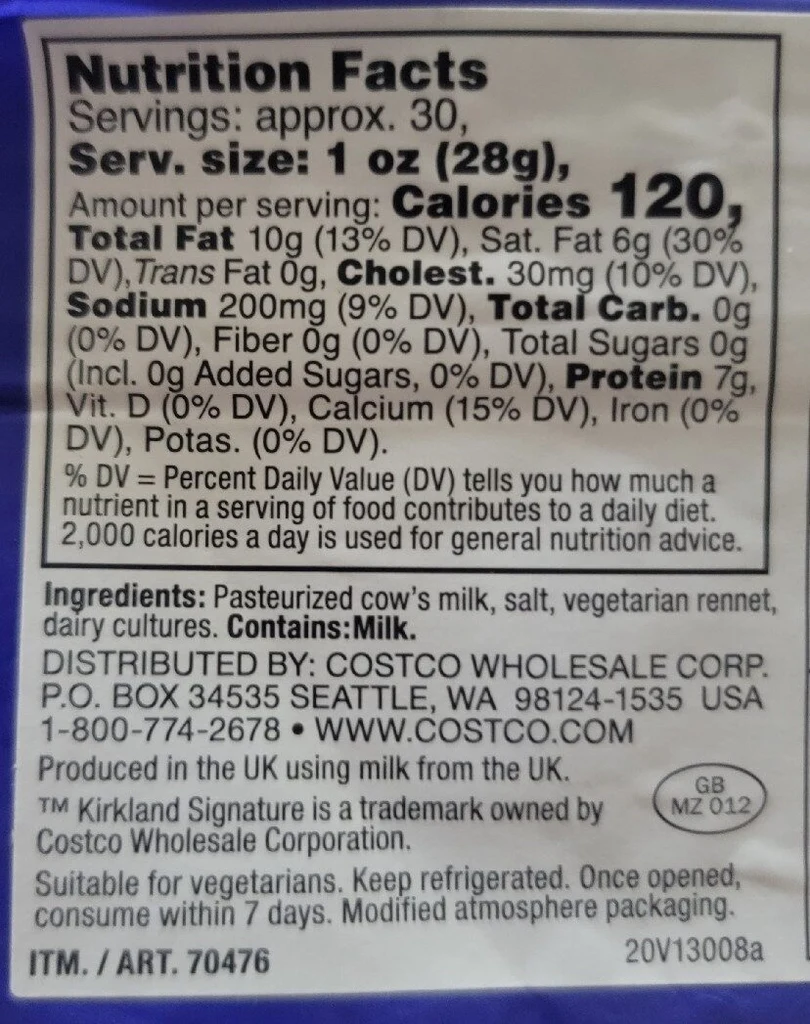 Nutrition Facts
Servings: approx. 30,
Serv. size: 1 oz (28g),
Amount per serving: Calories 120,
Total Fat 10g (13% DV), Sat. Fat 6g (30%
DV), Trans Fat 0g, Cholest. 30mg (10% DV),
Sodium 200mg (9% DV), Total Carb. 0g
(0% DV), Fiber 0g (0% DV), Total Sugars 0g
(Incl. 0g Added Sugars, 0% DV), Protein 7g,
Vit. D (0% DV), Calcium (15% DV), Iron (0%
DV), Potas. (0% DV).
% DV = Percent Daily Value (DV) tells you how much a
nutrient in a serving of food contributes to a daily diet.
2,000 calories a day is used for general nutrition advice.
Ingredients: Pasteurized cow's milk, salt, vegetarian rennet,
dairy cultures. Contains:Milk.
DISTRIBUTED BY: COSTCO WHOLESALE CORP.
P.O. BOX 34535 SEATTLE, WA 98124-1535 USA
1-800-774-2678 • WWW.COSTCO.COM
Produced in the UK using milk from the UK.
GB
MZ 012
™ Kirkland Signature is a trademark owned by
Costco Wholesale Corporation.
Suitable for vegetarians. Keep refrigerated. Once opened,
consume within 7 days. Modified atmosphere packaging.
ITM. / ART. 70476
20V13008a